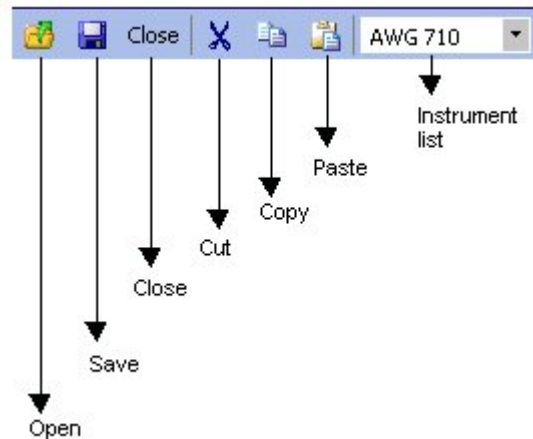 Close
AWG 710
Instrument
list
Paste
Copy
Cut
Close
Save
Open